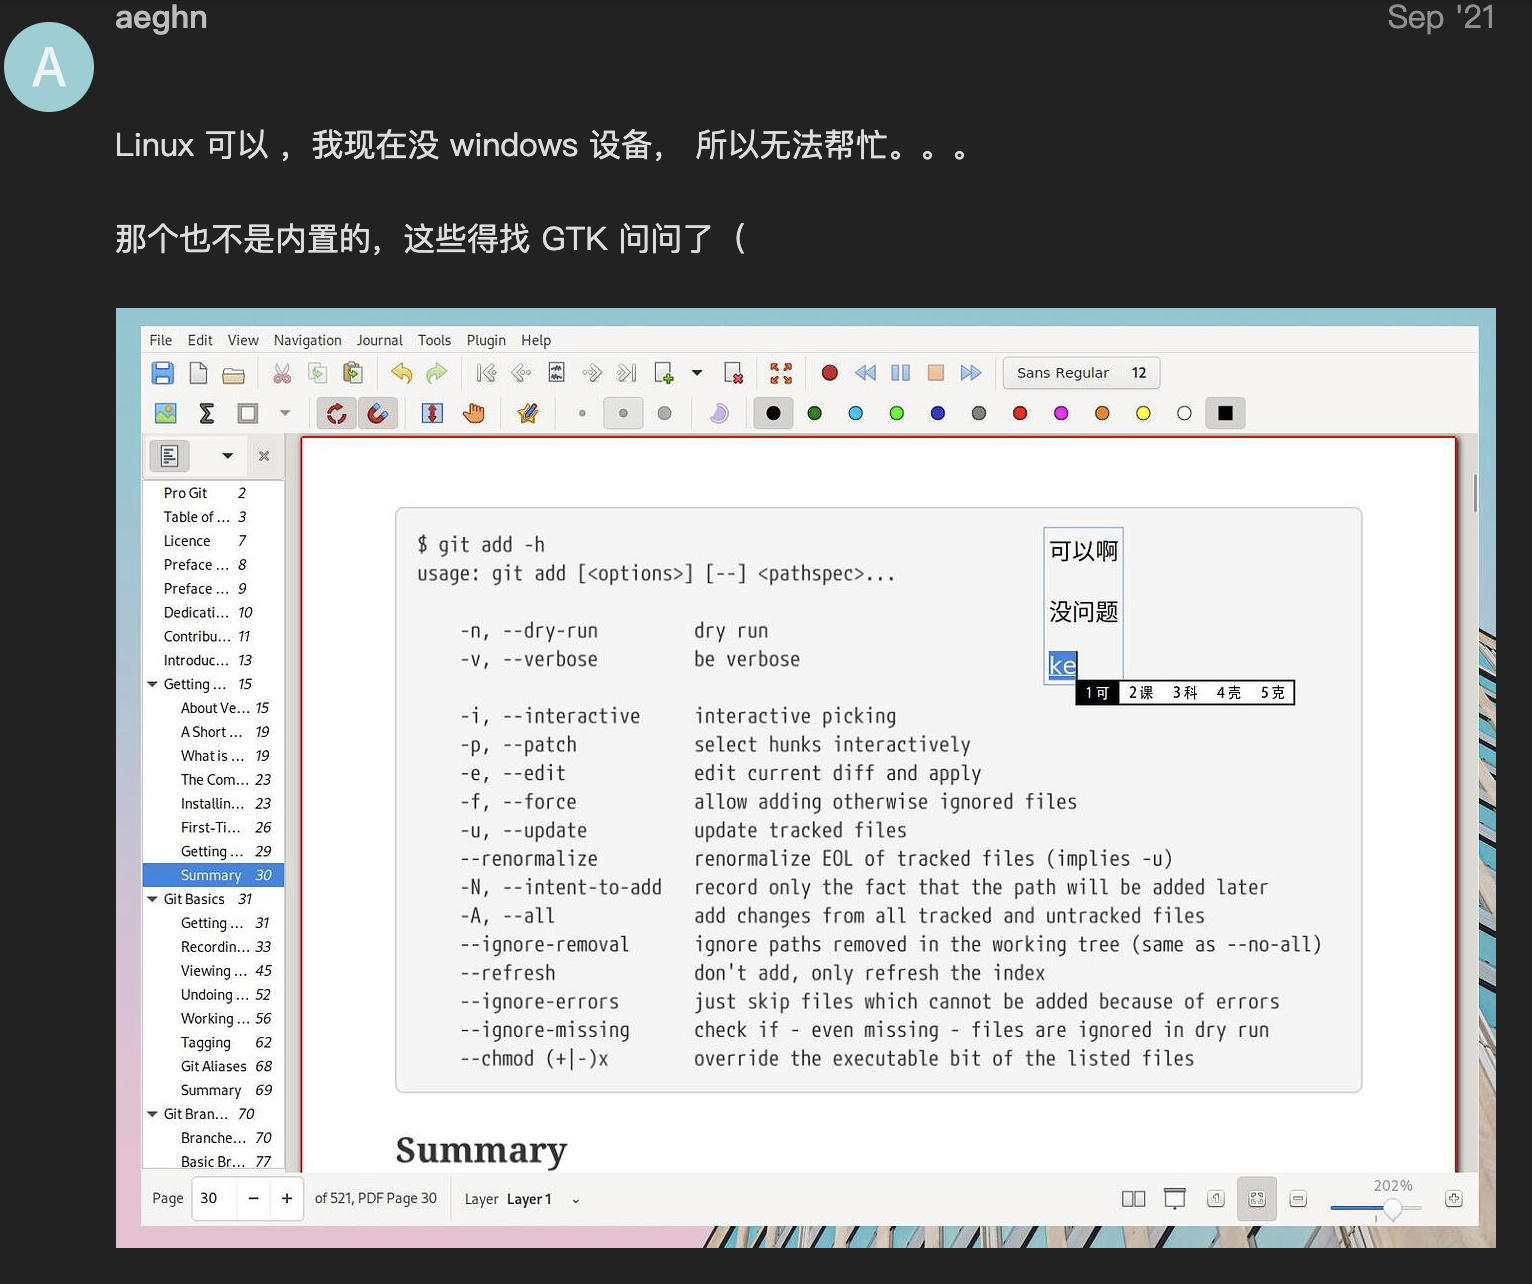 aeghn
Sep '21
A
Linux 可以 ，我现在没 windows 设备， 所以无法帮忙。。。
那个也不是内置的，这些得找 GTK 问问了（
File Edit View Navigation Journal Tools Plugin Help
Sans Regular 12
Pro Git 2
Table of ... 3
Licence 7
Preface ... 8
Preface ... 9
Dedicati... 10
Contribu... 11
Introduc... 13
Getting ... 15
About Ve... 15
A Short ... 19
What is ... 19
The Com... 23
Installin... 23
First-Ti... 26
Getting ... 29
Summary 30
Git Basics 31
Getting ... 31
Recordin... 33
Viewing ... 45
Undoing ... 52
Working ... 56
Tagging 62
Git Aliases 68
Summary 69
Git Bran... 70
Branche... 70
Basic Br... 77
$ git add -h
usage: git add [<options>] [--] <pathspec>...
-n, --dry-run dry run
-v, --verbose be verbose
-i, --interactive interactive picking
-p, --patch select hunks interactively
-e, --edit edit current diff and apply
-f, --force allow adding otherwise ignored files
-u, --update update tracked files
--renormalize renormalize EOL of tracked files (implies -u)
-N, --intent-to-add record only the fact that the path will be added later
-A, --all add changes from all tracked and untracked files
--ignore-removal ignore paths removed in the working tree (same as --no-all)
--refresh don't add, only refresh the index
--ignore-errors just skip files which cannot be added because of errors
--ignore-missing check if - even missing - files are ignored in dry run
--chmod (+|-)x override the executable bit of the listed files
可以啊
没问题
ke
1可 2课 3科 4壳 5克
Summary
Page 30 − + of 521, PDF Page 30 Layer Layer 1
202%